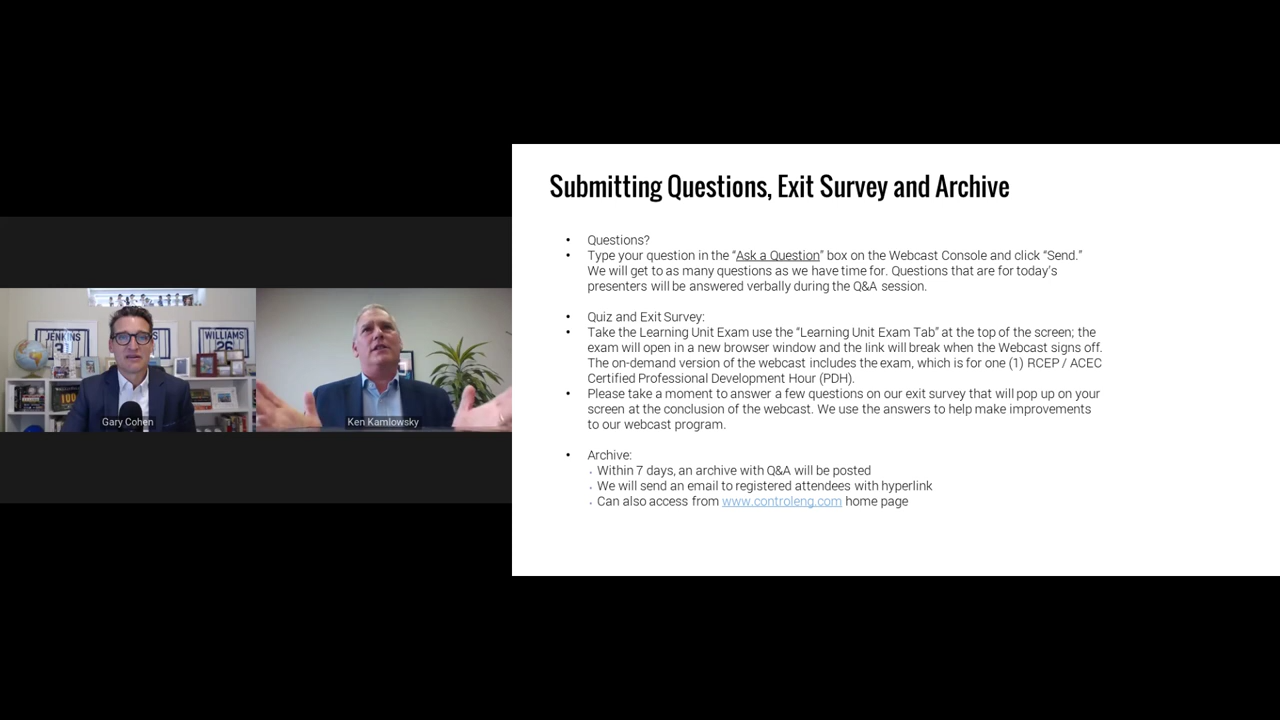 Submitting Questions, Exit Survey and Archive
• Questions?
• Type your question in the “Ask a Question” box on the Webcast Console and click “Send.”
We will get to as many questions as we have time for. Questions that are for today’s
presenters will be answered verbally during the Q&A session.
• Quiz and Exit Survey:
• Take the Learning Unit Exam use the “Learning Unit Exam Tab” at the top of the screen; the
exam will open in a new browser window and the link will break when the Webcast signs off.
The on-demand version of the webcast includes the exam, which is for one (1) RCEP / ACEC
Certified Professional Development Hour (PDH).
• Please take a moment to answer a few questions on our exit survey that will pop up on your
screen at the conclusion of the webcast. We use the answers to help make improvements
to our webcast program.
• Archive:
• Within 7 days, an archive with Q&A will be posted
• We will send an email to registered attendees with hyperlink
• Can also access from www.controleng.com home page
JENKINS
31
S
WILLIAMS
26
100
Gary Cohen
Ken Kamlowsky